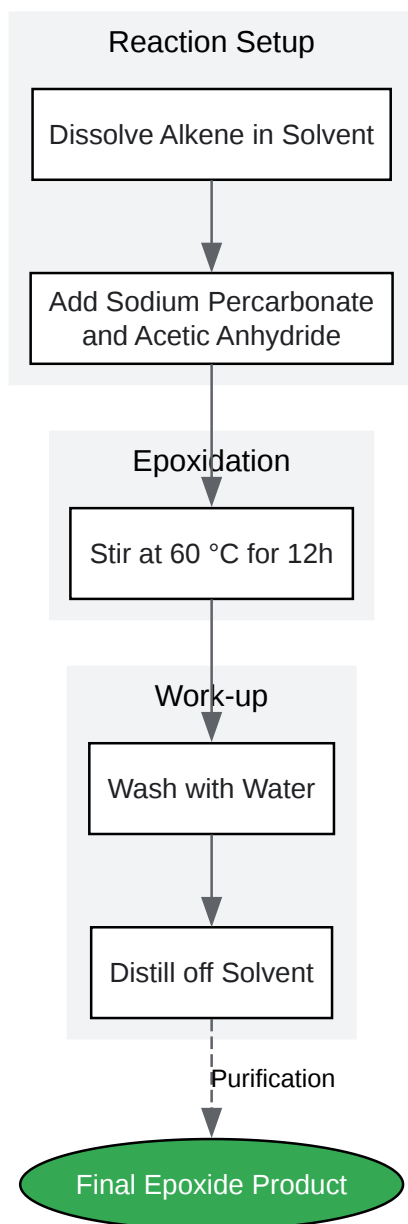 Reaction Setup
Dissolve Alkene in Solvent
Add Sodium Percarbonate
and Acetic Anhydride
Epoxidation
Stir at 60 °C for 12h
Work-up
Wash with Water
Distill off Solvent
Purification
Final Epoxide Product